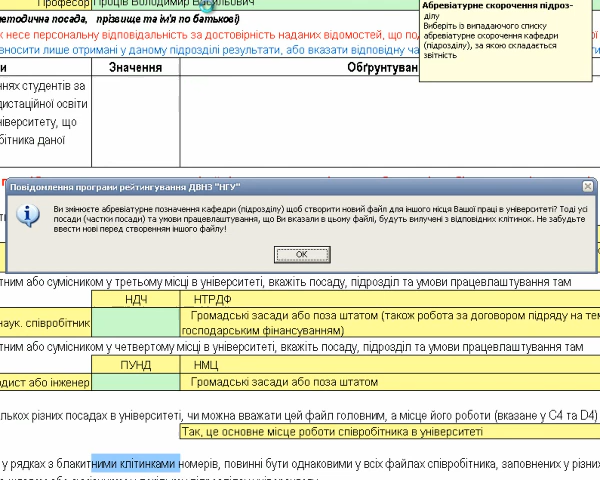 Професор Проців Володимир Васильович
методична посада, прізвище та ім'я по батькові)
к несе персональну відповідальність за достовірність наданих відомостей, що по
вносити лише отримані у даному підрозділі результати, або вказати відповідну ча
Абревіатурне скорочення підроз-
ділу
Виберіть із випадаючого списку
абревіатурне скорочення кафедри
(підрозділу), за якою складається
звітність
и Значення Обґрунтуван
ннях студентів за
дистаційної освіти
ніверситету, що
бітника даної
Повідомлення програми рейтингування ДВНЗ "НГУ"
Ви змінюєте абревіатурне позначення кафедри (підрозділу) щоб створити новий файл для іншого місця Вашої праці в університеті? Тоді усі
посади (частки посади) та умови працевлаштування, що Ви вказали в цьому файлі, будуть вилучені з відповідних клітинок. Не забудьте
ввести нові перед створенням іншого файлу!
OK
тним або сумісником у третьому місці в університеті, вкажіть посаду, підрозділ та умови працевлаштування там
НДЧ НТРДФ
наук. співробітник Громадські засади або поза штатом (також робота за договором підряду на тем
господарським фінансуванням)
тним або сумісником у четвертому місці в університеті, вкажіть посаду, підрозділ та умови працевлаштування там
ПУНД НМЦ
дист або інженер Громадські засади або поза штатом
лькох різних посадах в університеті, чи можна вважати цей файл головним, а місце його роботи (вказане у C4 та D4)
Так, це основне місце роботи співробітника в університеті
у рядках з блакитними клітинками номерів, повинні бути однаковими у всіх файлах співробітника, заповнених у різних